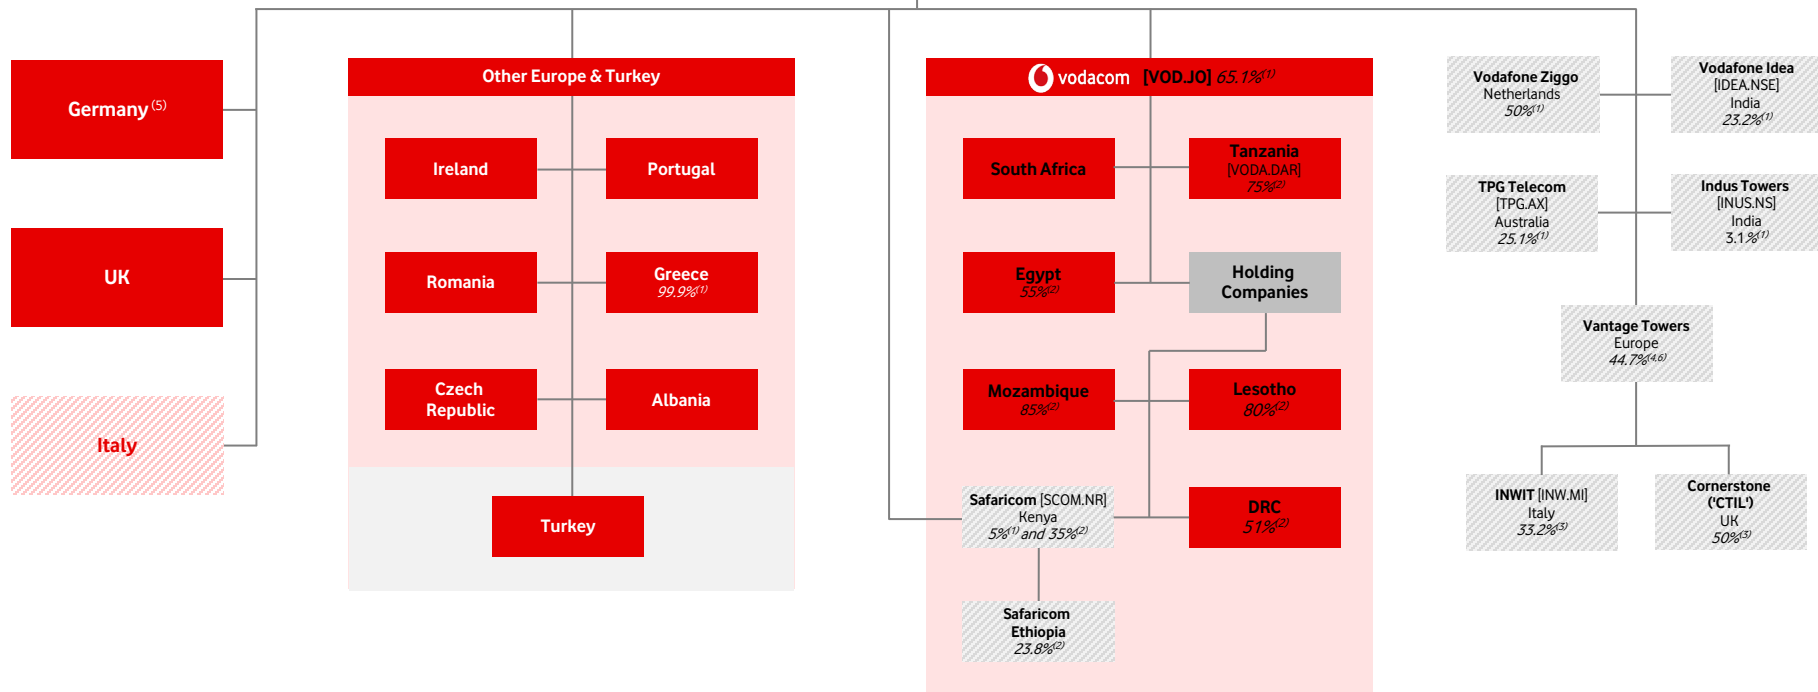 Germany (5)
UK
Italy
Other Europe & Turkey
Ireland
Portugal
Romania
Greece
99.9%(1)
Czech
Republic
Albania
Turkey
vodacom [VOD.JO] 65.1%(1)
South Africa
Tanzania
[VODA.DAR]
75%(2)
Egypt
55%(2)
Holding
Companies
Mozambique
85%(2)
Lesotho
80%(2)
Safaricom [SCOM.NR]
Kenya
5%(1) and 35%(2)
DRC
51%(2)
Safaricom
Ethiopia
23.8%(2)
Vodafone Ziggo
Netherlands
50%(1)
Vodafone Idea
[IDEA.NSE]
India
23.2%(1)
TPG Telecom
[TPG.AX]
Australia
25.1%(1)
Indus Towers
[INUS.NS]
India
3.1%(1)
Vantage Towers
Europe
44.7%(4,6)
INWIT [INW.MI]
Italy
33.2%(3)
Cornerstone
('CTIL')
UK
50%(3)